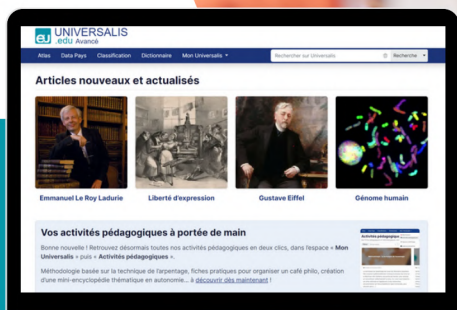 UNIVERSALIS
eu .edu Avancé
Atlas Data Pays Classification Dictionnaire Mon Universalis
Rechercher sur Universalis Recherche
Articles nouveaux et actualisés
Emmanuel Le Roy Ladurie Liberté d'expression Gustave Eiffel Génome humain
Vos activités pédagogiques à portée de main
Bonne nouvelle ! Retrouvez désormais toutes nos activités pédagogiques en deux clics, dans l'espace « Mon
Universalis » puis « Activités pédagogiques ».
Méthodologie basée sur la technique de l'arpentage, fiches pratiques pour organiser un café philo, création
d'une mini-encyclopédie thématique en autonomie... à découvrir dès maintenant !
Activités pédagogiques